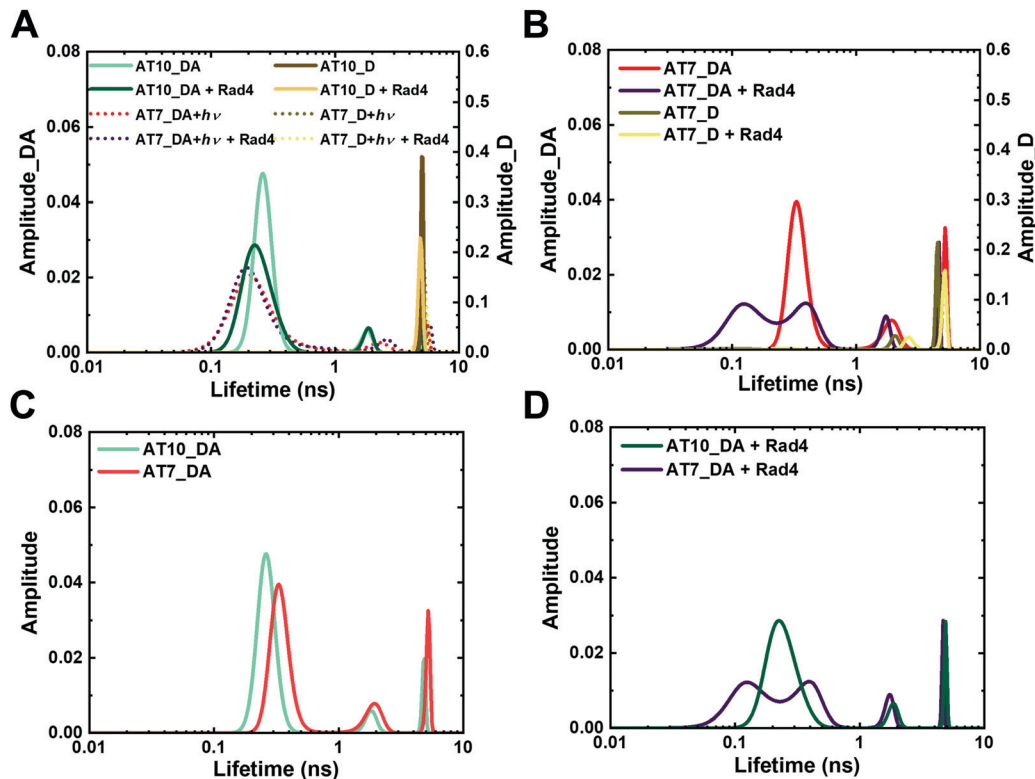 A
AT10_DA
AT10_D
AT10_DA + Rad4
AT10_D + Rad4
AT7_DA+hν
AT7_D+hν
AT7_DA+hν + Rad4
AT7_D+hν + Rad4
Amplitude_DA
0.08
0.06
0.04
0.02
0.00
0.6
0.5
0.4
0.3
0.2
0.1
0.0
Amplitude_D
0.01
0.1
1
10
Lifetime (ns)
B
AT7_DA
AT7_DA + Rad4
AT7_D
AT7_D + Rad4
Amplitude_DA
0.08
0.06
0.04
0.02
0.00
0.6
0.5
0.4
0.3
0.2
0.1
0.0
Amplitude_D
0.01
0.1
1
10
Lifetime (ns)
C
AT10_DA
AT7_DA
Amplitude
0.08
0.06
0.04
0.02
0.00
0.01
0.1
1
10
Lifetime (ns)
D
AT10_DA + Rad4
AT7_DA + Rad4
Amplitude
0.08
0.06
0.04
0.02
0.00
0.01
0.1
1
10
Lifetime (ns)